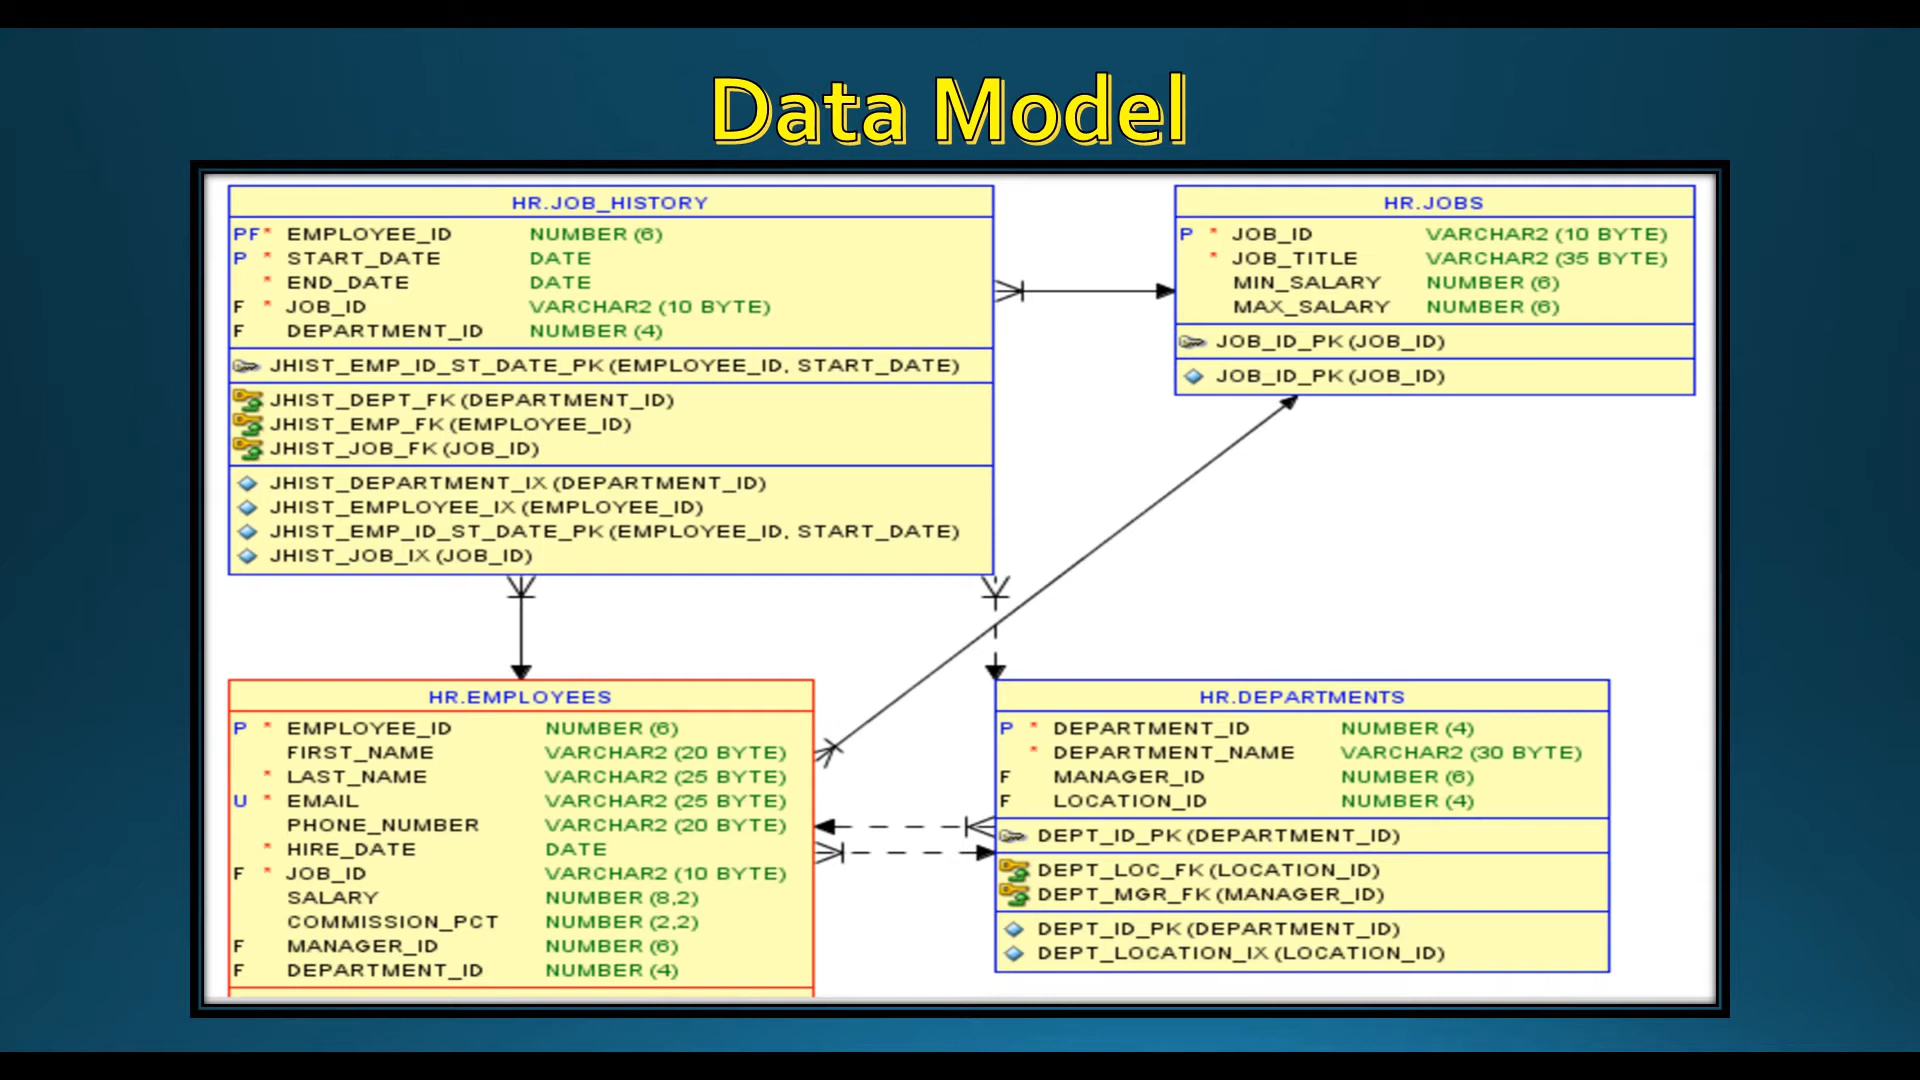 Data Model
HR.JOB_HISTORY
PF* EMPLOYEE_ID NUMBER (6)
P * START_DATE DATE
* END_DATE DATE
F * JOB_ID VARCHAR2 (10 BYTE)
F DEPARTMENT_ID NUMBER (4)
JHIST_EMP_ID_ST_DATE_PK (EMPLOYEE_ID, START_DATE)
JHIST_DEPT_FK (DEPARTMENT_ID)
JHIST_EMP_FK (EMPLOYEE_ID)
JHIST_JOB_FK (JOB_ID)
JHIST_DEPARTMENT_IX (DEPARTMENT_ID)
JHIST_EMPLOYEE_IX (EMPLOYEE_ID)
JHIST_EMP_ID_ST_DATE_PK (EMPLOYEE_ID, START_DATE)
JHIST_JOB_IX (JOB_ID)
HR.JOBS
P * JOB_ID VARCHAR2 (10 BYTE)
* JOB_TITLE VARCHAR2 (35 BYTE)
MIN_SALARY NUMBER (6)
MAX_SALARY NUMBER (6)
JOB_ID_PK (JOB_ID)
JOB_ID_PK (JOB_ID)
HR.EMPLOYEES
P * EMPLOYEE_ID NUMBER (6)
FIRST_NAME VARCHAR2 (20 BYTE)
* LAST_NAME VARCHAR2 (25 BYTE)
U * EMAIL VARCHAR2 (25 BYTE)
PHONE_NUMBER VARCHAR2 (20 BYTE)
* HIRE_DATE DATE
F * JOB_ID VARCHAR2 (10 BYTE)
SALARY NUMBER (8,2)
COMMISSION_PCT NUMBER (2,2)
F MANAGER_ID NUMBER (6)
F DEPARTMENT_ID NUMBER (4)
HR.DEPARTMENTS
P * DEPARTMENT_ID NUMBER (4)
* DEPARTMENT_NAME VARCHAR2 (30 BYTE)
F MANAGER_ID NUMBER (6)
F LOCATION_ID NUMBER (4)
DEPT_ID_PK (DEPARTMENT_ID)
DEPT_LOC_FK (LOCATION_ID)
DEPT_MGR_FK (MANAGER_ID)
DEPT_ID_PK (DEPARTMENT_ID)
DEPT_LOCATION_IX (LOCATION_ID)